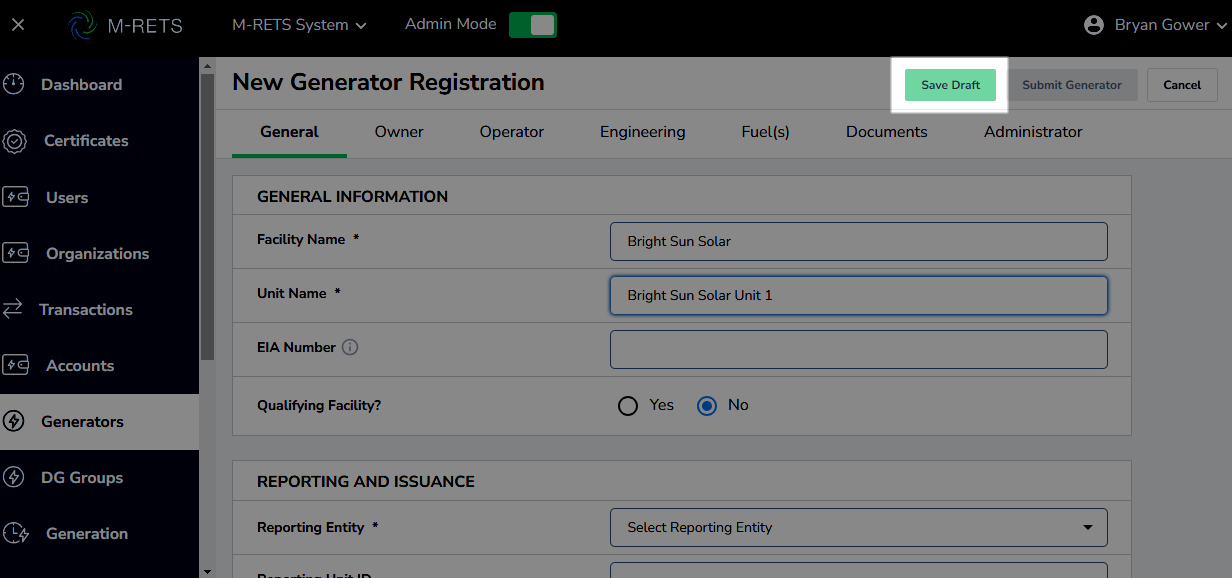 M-RETS
M-RETS System
Admin Mode
Bryan Gower
Dashboard
Certificates
Users
Organizations
Transactions
Accounts
Generators
DG Groups
Generation
New Generator Registration
Save Draft
Submit Generator
Cancel
General
Owner
Operator
Engineering
Fuel(s)
Documents
Administrator
GENERAL INFORMATION
Facility Name *
Bright Sun Solar
Unit Name *
Bright Sun Solar Unit 1
EIA Number
Qualifying Facility?
Yes
No
REPORTING AND ISSUANCE
Reporting Entity *
Select Reporting Entity
Reporting Unit ID